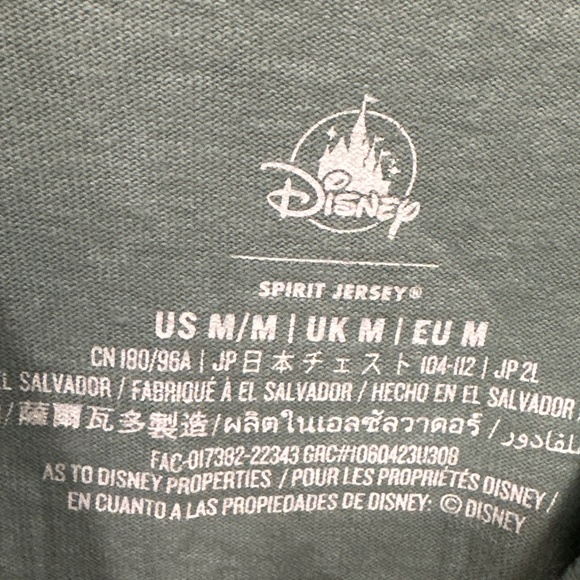 Disney
SPIRIT JERSEY®
US M/M | UK M | EU M
CN 180/96A | JP 日本チェスト 104-112 | JP 2L
EL SALVADOR / FABRIQUÉ À EL SALVADOR / HECHO EN EL SALVADOR
/薩爾瓦多製造/ผลิตในเอลซัลวาดอร์/
FAC-017382-22343 GRC#1060423U308
AS TO DISNEY PROPERTIES / POUR LES PROPRIÉTÉS DISNEY /
EN CUANTO A LAS PROPIEDADES DE DISNEY: © DISNEY